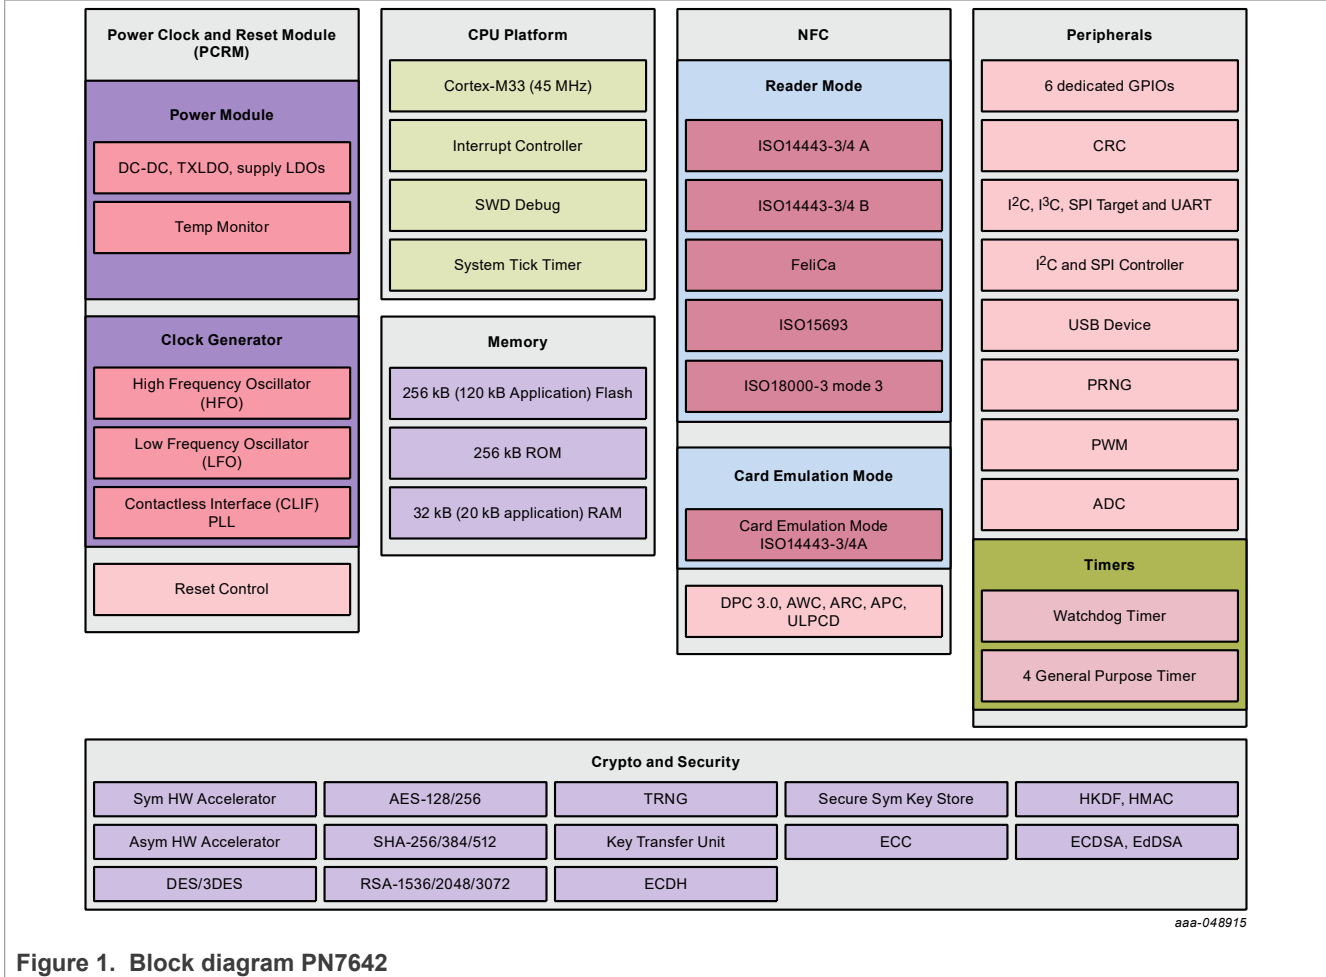 Power Clock and Reset Module
(PCRM)
Power Module
DC-DC, TXLDO, supply LDOs
Temp Monitor
Clock Generator
High Frequency Oscillator
(HFO)
Low Frequency Oscillator
(LFO)
Contactless Interface (CLIF)
PLL
Reset Control
CPU Platform
Cortex-M33 (45 MHz)
Interrupt Controller
SWD Debug
System Tick Timer
Memory
256 kB (120 kB Application) Flash
256 kB ROM
32 kB (20 kB application) RAM
NFC
Reader Mode
ISO14443-3/4 A
ISO14443-3/4 B
FeliCa
ISO15693
ISO18000-3 mode 3
Card Emulation Mode
Card Emulation Mode
ISO14443-3/4A
DPC 3.0, AWC, ARC, APC,
ULPCD
Peripherals
6 dedicated GPIOs
CRC
I²C, I³C, SPI Target and UART
I²C and SPI Controller
USB Device
PRNG
PWM
ADC
Timers
Watchdog Timer
4 General Purpose Timer
Crypto and Security
Sym HW Accelerator
AES-128/256
TRNG
Secure Sym Key Store
HKDF, HMAC
Asym HW Accelerator
SHA-256/384/512
Key Transfer Unit
ECC
ECDSA, EdDSA
DES/3DES
RSA-1536/2048/3072
ECDH
aaa-048915
Figure 1. Block diagram PN7642